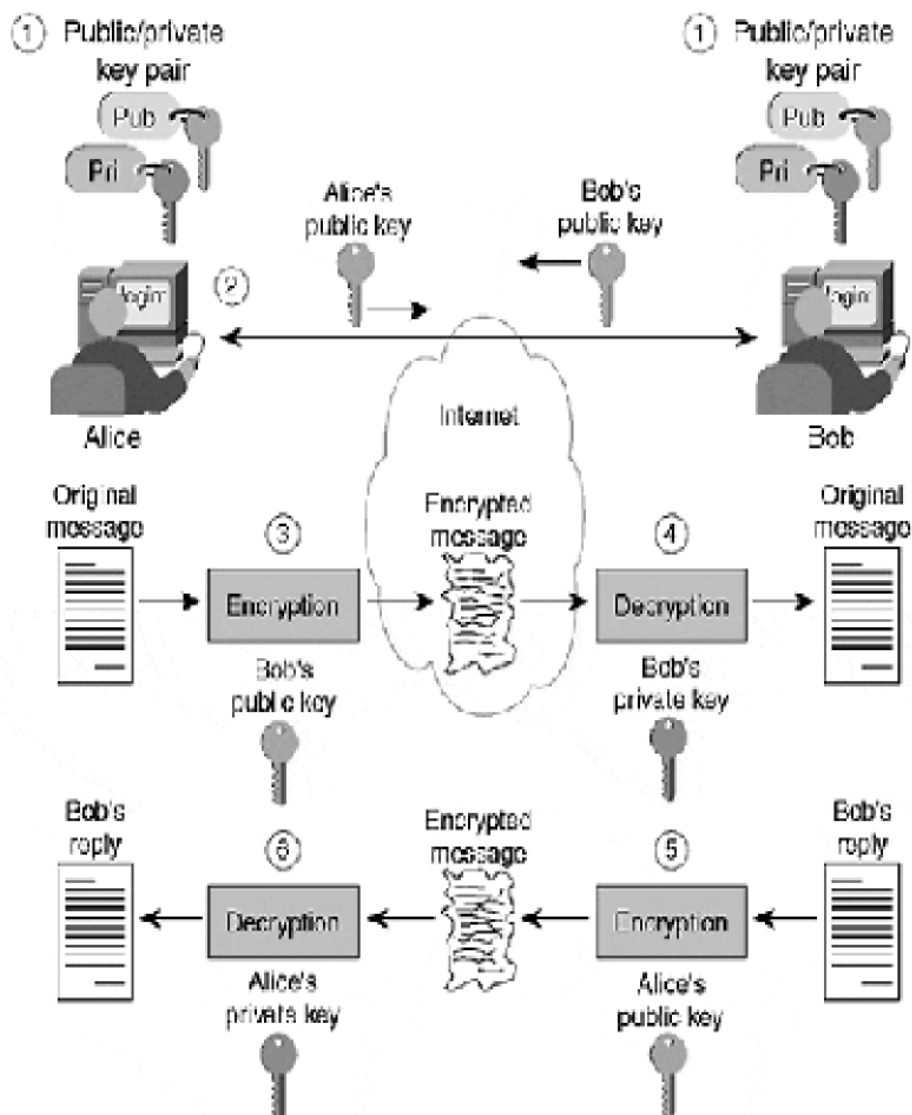 1 Public/private
key pair
Pub
Pri
1 Public/private
key pair
Pub
Pri
Alice's
public key
Bob's
public key
login
2
login
Internet
Alice
Bob
Original
message
3
Encrypted
message
4
Original
message
Encryption
Decryption
Bob's
public key
Bob's
private key
Bob's
reply
6
Encrypted
message
5
Bob's
reply
Decryption
Encryption
Alice's
private key
Alice's
public key